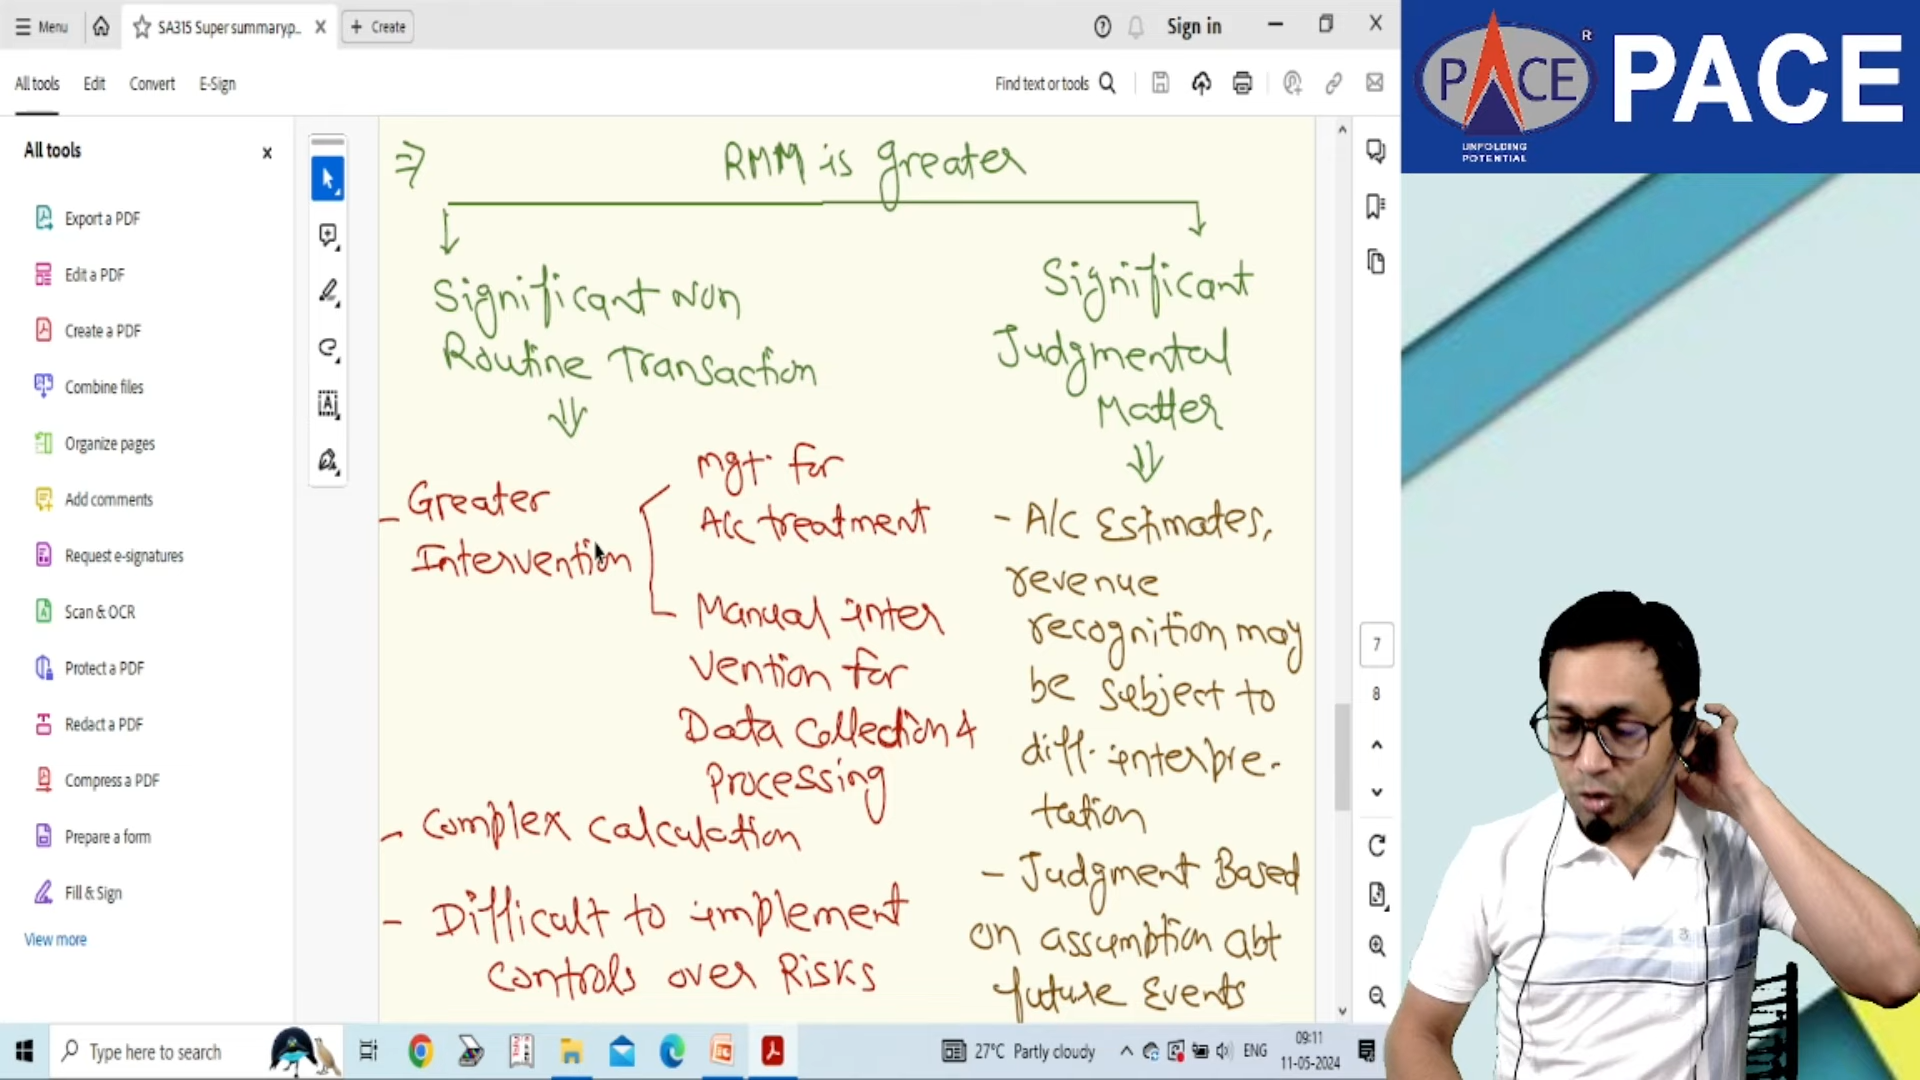 Menu
SA315 Super summary.p...
Create
Sign in
All tools
Edit
Convert
E-Sign
Find text or tools
All tools
Export a PDF
Edit a PDF
Create a PDF
Combine files
Organize pages
Add comments
Request e-signatures
Scan & OCR
Protect a PDF
Redact a PDF
Compress a PDF
Prepare a form
Fill & Sign
View more
⇒ RMM is greater
Significant Non
Routine Transaction
- Greater
Intervention
Mgt. for
A/c treatment
Manual inter
vention for
Data Collection &
Processing
- Complex calculation
- Difficult to implement
controls over Risks
Significant
Judgmental
Matter
- A/C Estimates,
revenue
recognition may
be subject to
diff. interpre-
tation
- Judgment Based
on assumption abt
future Events
7
8
PACE
R
UNFOLDING
POTENTIAL
PACE
Type here to search
27°C Partly cloudy
ENG
09:11
11-05-2024